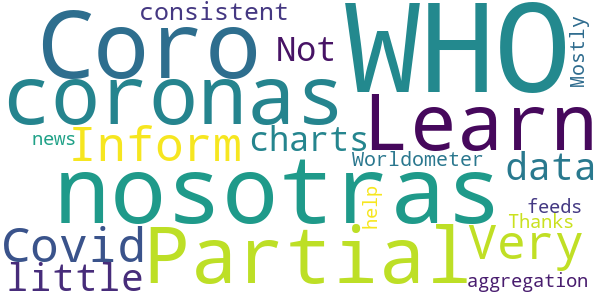 consistent
WHO
Mostly
Coro
Not
coronas
Learn
news
Inform
charts
Worldometer
data
nosotras
help
feeds
Thanks
Covid
Partial
Very
little
aggregation